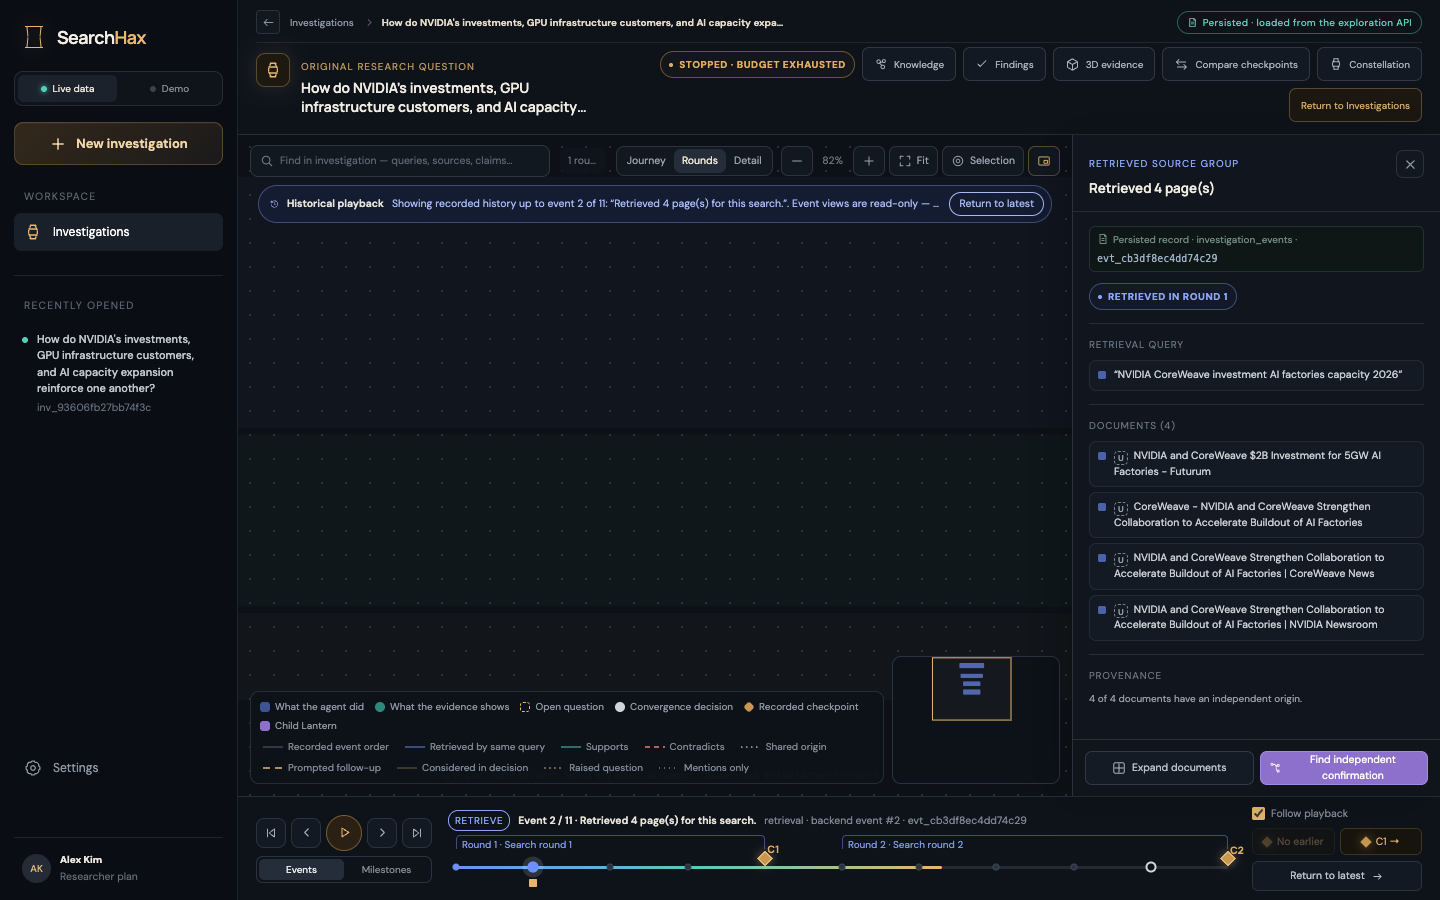 SearchHax
Live data
Demo
New investigation
WORKSPACE
Investigations
RECENTLY OPENED
How do NVIDIA's investments,
GPU infrastructure customers,
and AI capacity expansion
reinforce one another?
inv_93606fb27bb74f3c
Settings
AK
Alex Kim
Researcher plan
Investigations
How do NVIDIA's investments, GPU infrastructure customers, and AI capacity expa…
Persisted · loaded from the exploration API
ORIGINAL RESEARCH QUESTION
How do NVIDIA's investments, GPU
infrastructure customers, and AI capacity…
STOPPED · BUDGET EXHAUSTED
Knowledge
Findings
3D evidence
Compare checkpoints
Constellation
Return to Investigations
Find in investigation — queries, sources, claims…
1 rou…
Journey
Rounds
Detail
82%
Fit
Selection
Historical playback
Showing recorded history up to event 2 of 11: “Retrieved 4 page(s) for this search.”. Event views are read-only — …
Return to latest
What the agent did
What the evidence shows
Open question
Convergence decision
Recorded checkpoint
Child Lantern
Recorded event order
Retrieved by same query
Supports
Contradicts
Shared origin
Prompted follow-up
Considered in decision
Raised question
Mentions only
RETRIEVED SOURCE GROUP
Retrieved 4 page(s)
Persisted record · investigation_events ·
evt_cb3df8ec4dd74c29
RETRIEVED IN ROUND 1
RETRIEVAL QUERY
“NVIDIA CoreWeave investment AI factories capacity 2026”
DOCUMENTS (4)
U NVIDIA and CoreWeave $2B Investment for 5GW AI
Factories - Futurum
U CoreWeave - NVIDIA and CoreWeave Strengthen
Collaboration to Accelerate Buildout of AI Factories
U NVIDIA and CoreWeave Strengthen Collaboration to
Accelerate Buildout of AI Factories | CoreWeave News
U NVIDIA and CoreWeave Strengthen Collaboration to
Accelerate Buildout of AI Factories | NVIDIA Newsroom
PROVENANCE
4 of 4 documents have an independent origin.
Expand documents
Find independent
confirmation
RETRIEVE
Event 2 / 11 · Retrieved 4 page(s) for this search.
retrieval · backend event #2 · evt_cb3df8ec4dd74c29
Round 1 · Search round 1
C1
Round 2 · Search round 2
C2
Events
Milestones
Follow playback
No earlier
C1 →
Return to latest →